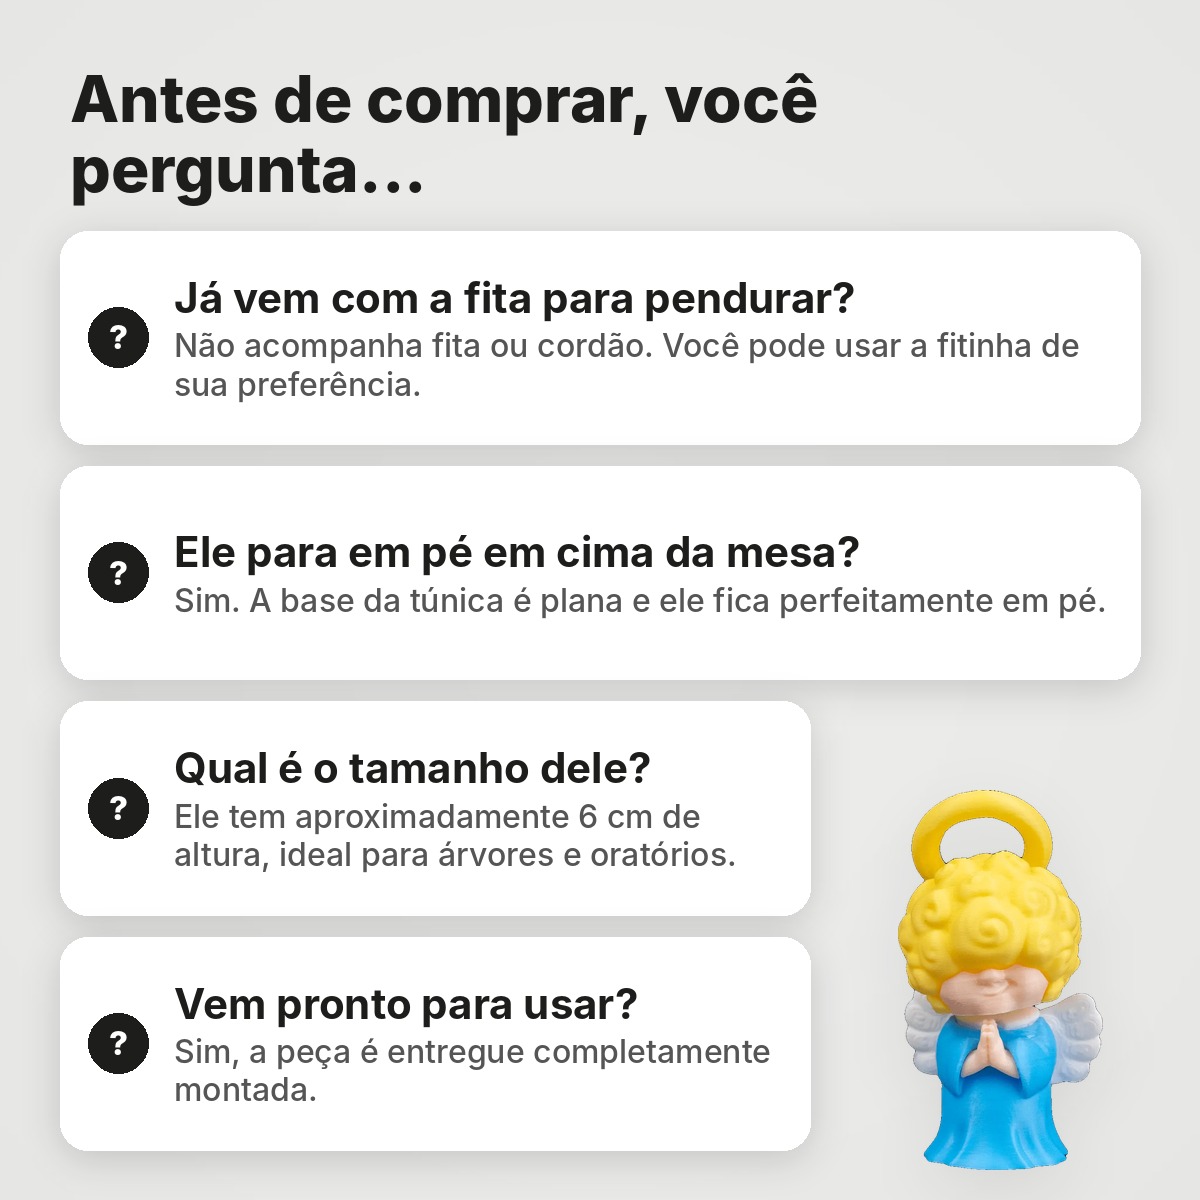 Antes de comprar, você
pergunta...
?
Já vem com a fita para pendurar?
Não acompanha fita ou cordão. Você pode usar a fitinha de
sua preferência.
?
Ele para em pé em cima da mesa?
Sim. A base da túnica é plana e ele fica perfeitamente em pé.
?
Qual é o tamanho dele?
Ele tem aproximadamente 6 cm de
altura, ideal para árvores e oratórios.
?
Vem pronto para usar?
Sim, a peça é entregue completamente
montada.